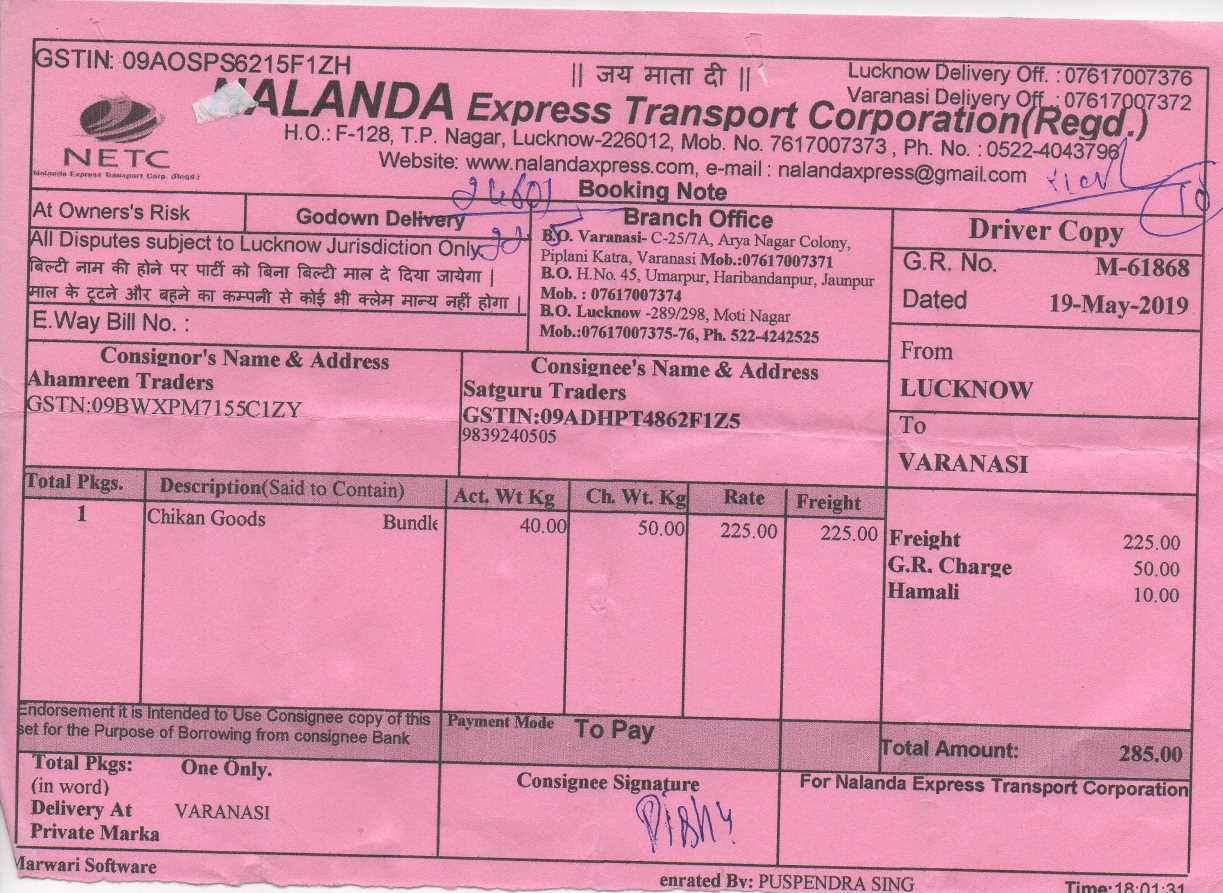 GSTIN: 09AOSPS6215F1ZH
|| जय माता दी ||
Lucknow Delivery Off. : 07617007376
Varanasi Delivery Off. : 07617007372
NALANDA Express Transport Corporation(Regd.)
H.O.: F-128, T.P. Nagar, Lucknow-226012, Mob. No. 7617007373 , Ph. No. : 0522-4043796
Website: www.nalandaxpress.com, e-mail : nalandaxpress@gmail.com
NETC
Nalanda Express Transport Corp. (Regd.)
Booking Note
24601
22 5
At Owners's Risk
Godown Delivery
All Disputes subject to Lucknow Jurisdiction Only
बिल्टी नाम की होने पर पार्टी को बिना बिल्टी माल दे दिया जायेगा |
माल के टूटने और बहने का कम्पनी से कोई भी क्लेम मान्य नहीं होगा |
E.Way Bill No. :
Branch Office
B.O. Varanasi- C-25/7A, Arya Nagar Colony,
Piplani Katra, Varanasi Mob.:07617007371
B.O. H.No. 45, Umarpur, Haribandanpur, Jaunpur
Mob. : 07617007374
B.O. Lucknow -289/298, Moti Nagar
Mob.:07617007375-76, Ph. 522-4242525
Driver Copy
G.R. No. M-61868
Dated 19-May-2019
From
LUCKNOW
To
VARANASI
Consignor's Name & Address
Ahamreen Traders
GSTN:09BWXPM7155C1ZY
Consignee's Name & Address
Satguru Traders
GSTIN:09ADHPT4862F1Z5
9839240505
Total Pkgs. Description(Said to Contain) Act. Wt Kg Ch. Wt. Kg Rate Freight
1 Chikan Goods Bundle 40.00 50.00 225.00 225.00
Freight 225.00
G.R. Charge 50.00
Hamali 10.00
Endorsement it is Intended to Use Consignee copy of this
set for the Purpose of Borrowing from consignee Bank
Payment Mode To Pay
Total Amount: 285.00
Total Pkgs: One Only.
(in word)
Delivery At VARANASI
Private Marka
Consignee Signature
For Nalanda Express Transport Corporation
Marwari Software
enrated By: PUSPENDRA SING
Time:18:01:31